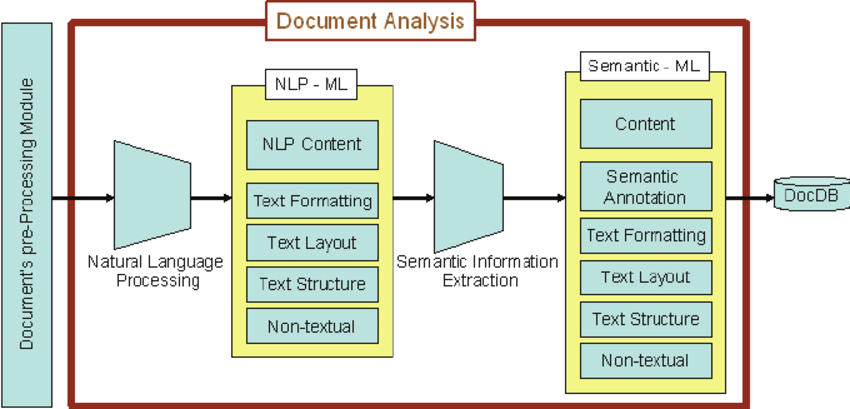 Document Analysis
Document's pre-Processing Module
Natural Language
Processing
NLP - ML
NLP Content
Text Formatting
Text Layout
Text Structure
Non-textual
Semantic Information
Extraction
Semantic - ML
Content
Semantic
Annotation
Text Formatting
Text Layout
Text Structure
Non-textual
DocDB